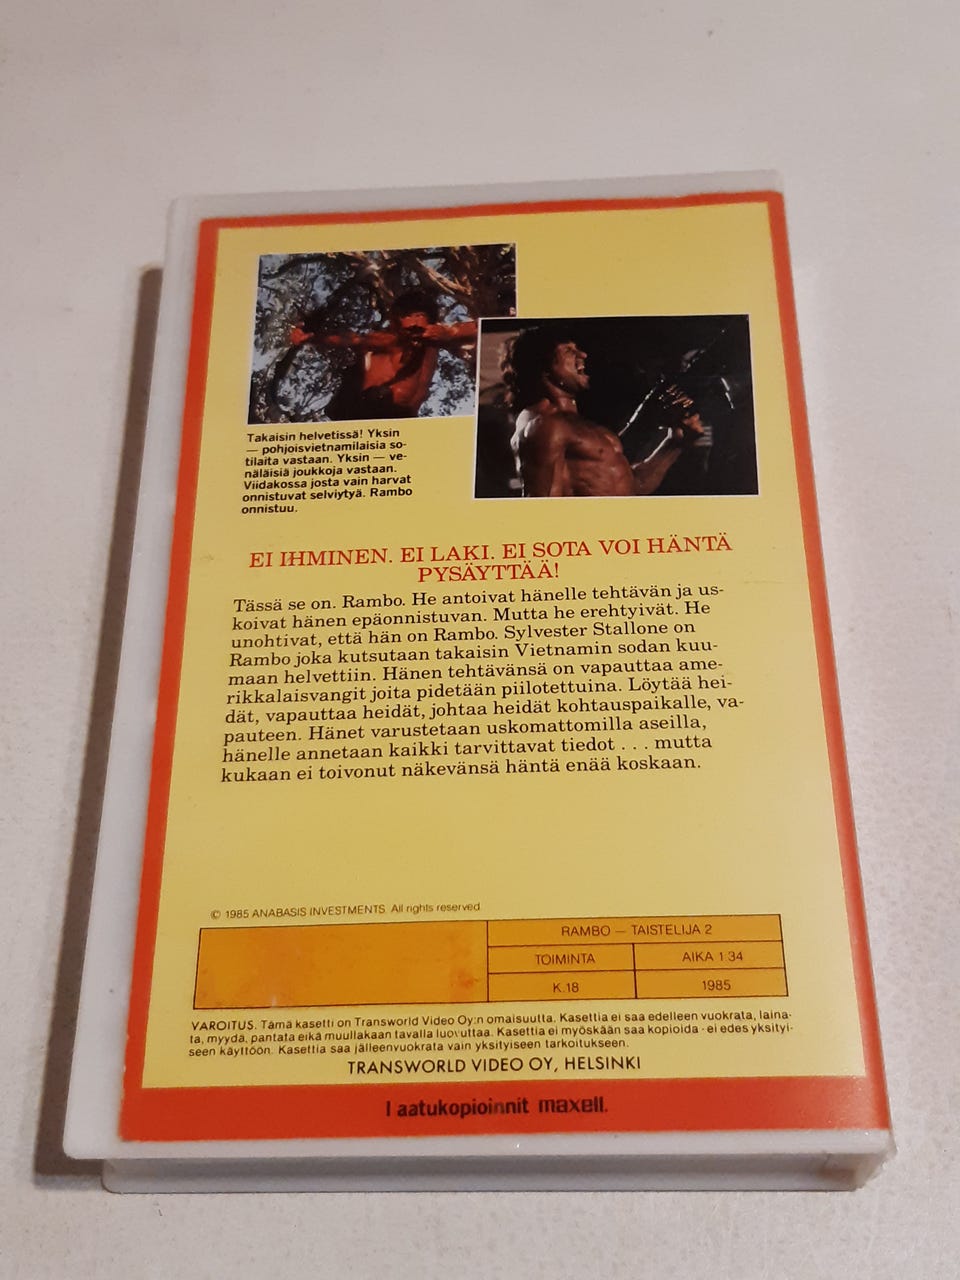 Takaisin helvetissä! Yksin
— pohjoisvietnamilaisia so-
tilaita vastaan. Yksin — ve-
näläisiä joukkoja vastaan.
Viidakossa josta vain harvat
onnistuvat selviytyä. Rambo
onnistuu.
EI IHMINEN. EI LAKI. EI SOTA VOI HÄNTÄ
PYSÄYTTÄÄ!
Tässä se on. Rambo. He antoivat hänelle tehtävän ja us-
koivat hänen epäonnistuvan. Mutta he erehtyivät. He
unohtivat, että hän on Rambo. Sylvester Stallone on
Rambo joka kutsutaan takaisin Vietnamin sodan kuu-
maan helvettiin. Hänen tehtävänsä on vapauttaa ame-
rikkalaisvangit joita pidetään piilotettuina. Löytää hei-
dät, vapauttaa heidät, johtaa heidät kohtauspaikalle, va-
pauteen. Hänet varustetaan uskomattomilla aseilla,
hänelle annetaan kaikki tarvittavat tiedot . . . mutta
kukaan ei toivonut näkevänsä häntä enää koskaan.
© 1985 ANABASIS INVESTMENTS. All rights reserved
RAMBO — TAISTELIJA 2
TOIMINTA AIKA 1.34
K.18 1985
VAROITUS. Tämä kasetti on Transworld Video Oy:n omaisuutta. Kasettia ei saa edelleen vuokrata, laina-
ta, myydä, pantata eikä muullakaan tavalla luovuttaa. Kasettia ei myöskään saa kopioida - ei edes yksityi-
seen käyttöön. Kasettia saa jälleenvuokrata vain yksityiseen tarkoitukseen.
TRANSWORLD VIDEO OY, HELSINKI
Laatukopioinnit maxell.